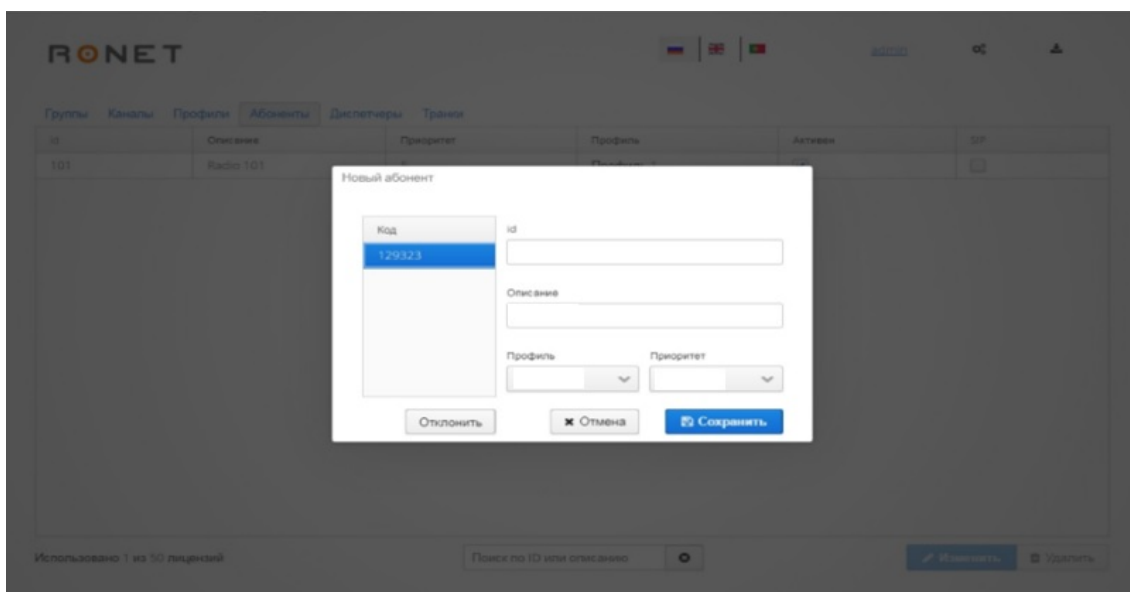 RONET
admin
Группы Каналы Профили Абоненты Диспетчеры Транки
id Описание Приоритет Профиль Активен SIP
101 Radio 101
Новый абонент
Код
129323
id
Описание
Профиль Приоритет
Отклонить Отмена Сохранить
Использовано 1 из 50 лицензий
Поиск по ID или описанию
Изменить Удалить